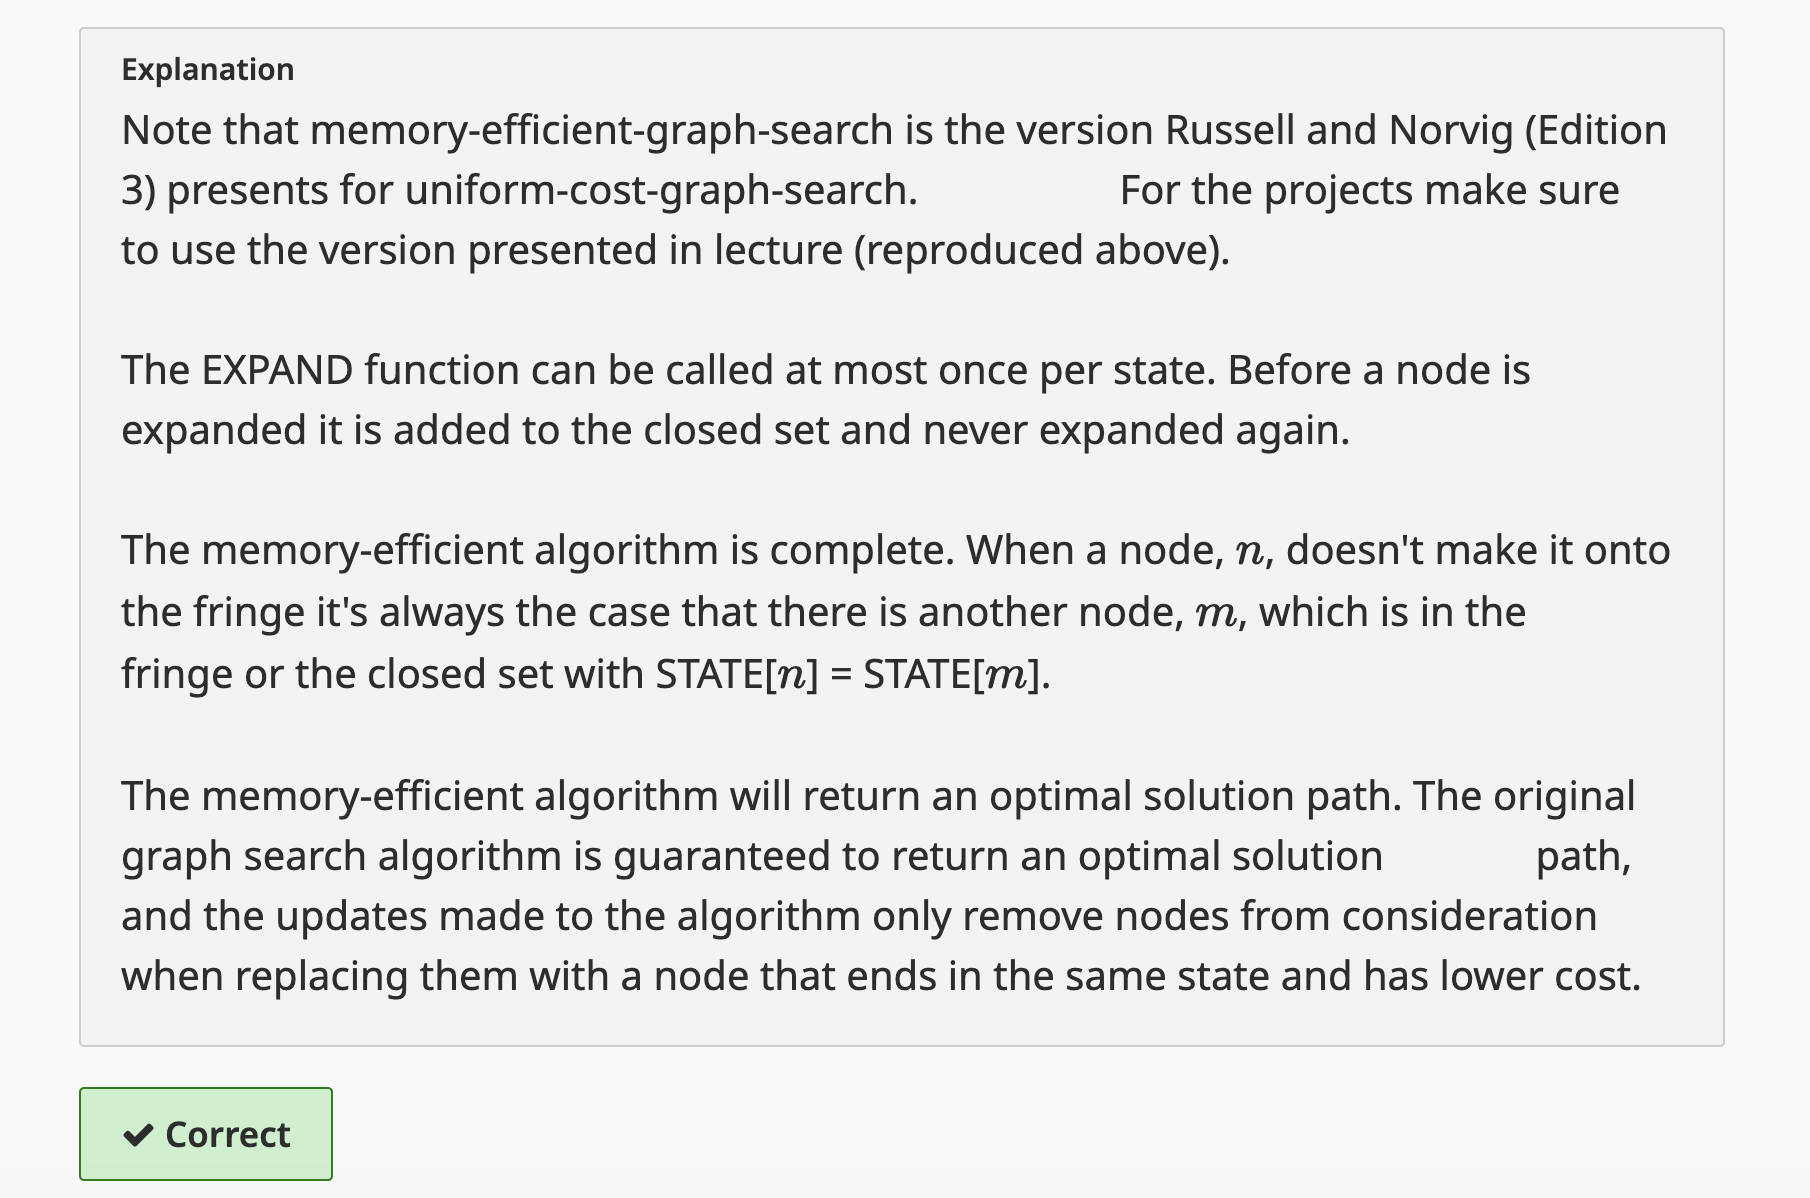 Explanation
Note that memory-efficient-graph-search is the version Russell and Norvig (Edition
3) presents for uniform-cost-graph-search. For the projects make sure
to use the version presented in lecture (reproduced above).
The EXPAND function can be called at most once per state. Before a node is
expanded it is added to the closed set and never expanded again.
The memory-efficient algorithm is complete. When a node, n, doesn't make it onto
the fringe it's always the case that there is another node, m, which is in the
fringe or the closed set with STATE[n] = STATE[m].
The memory-efficient algorithm will return an optimal solution path. The original
graph search algorithm is guaranteed to return an optimal solution path,
and the updates made to the algorithm only remove nodes from consideration
when replacing them with a node that ends in the same state and has lower cost.
✔ Correct